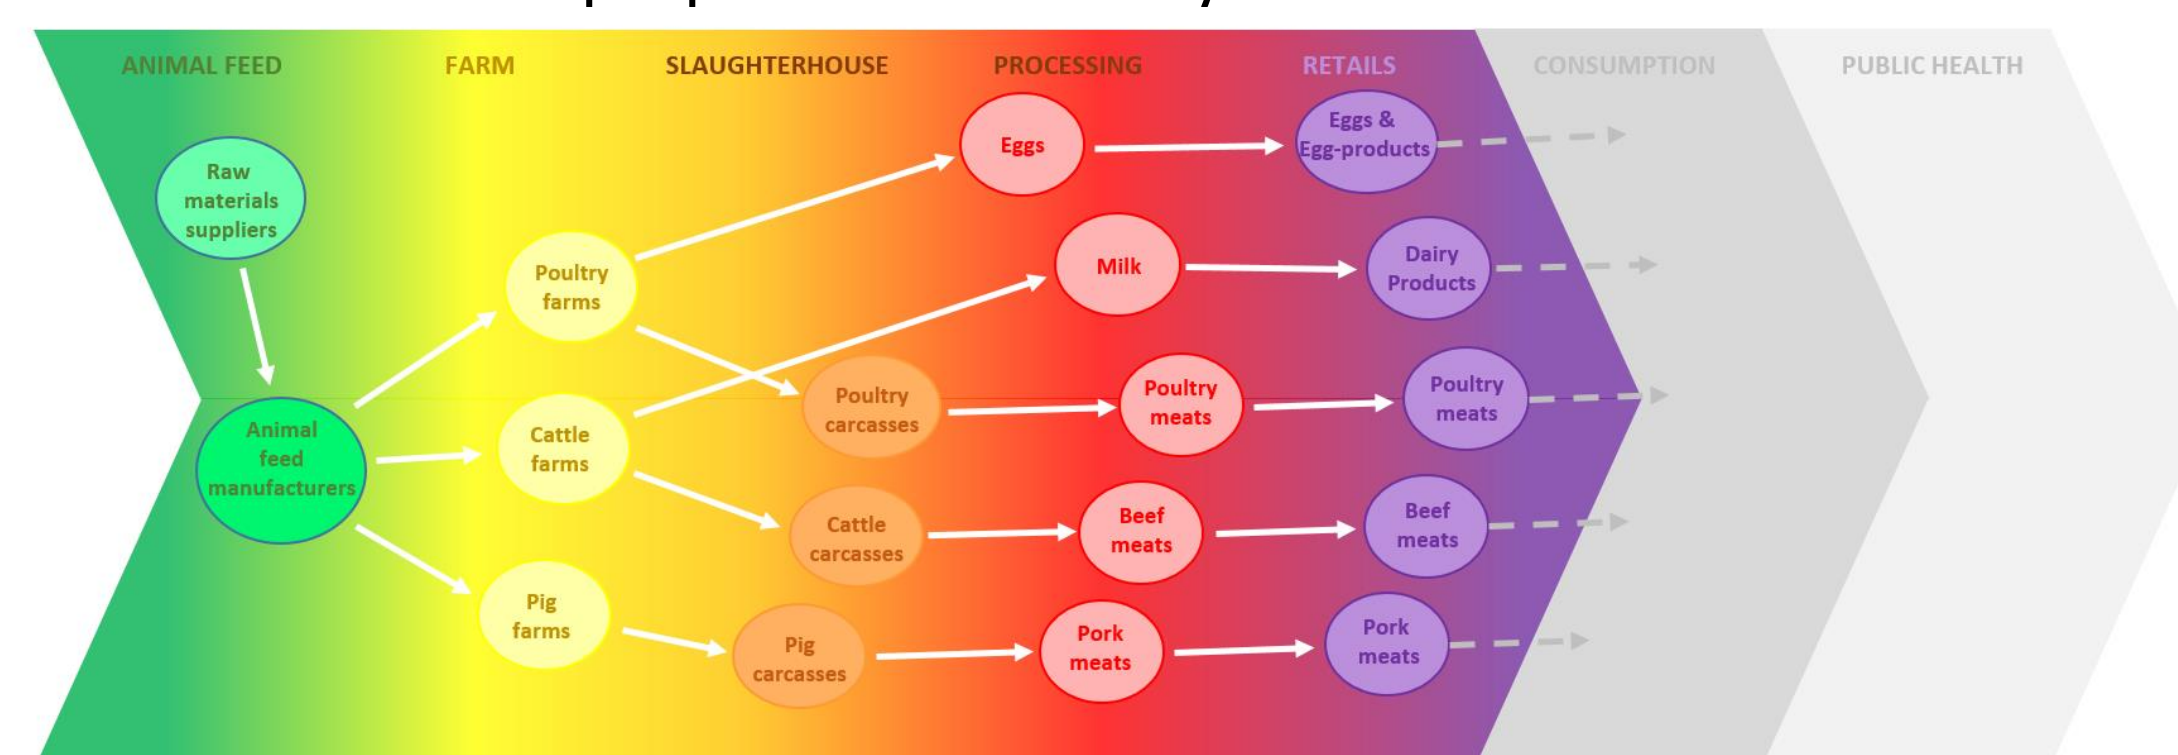 ANIMAL FEED
FARM
SLAUGHTERHOUSE
PROCESSING
RETAILS
CONSUMPTION
PUBLIC HEALTH
Raw
materials
suppliers
Animal
feed
manufacturers
Poultry
farms
Cattle
farms
Pig
farms
Poultry
carcasses
Cattle
carcasses
Pig
carcasses
Eggs
Milk
Poultry
meats
Beef
meats
Pork
meats
Eggs &
Egg-products
Dairy
Products
Poultry
meats
Beef
meats
Pork
meats